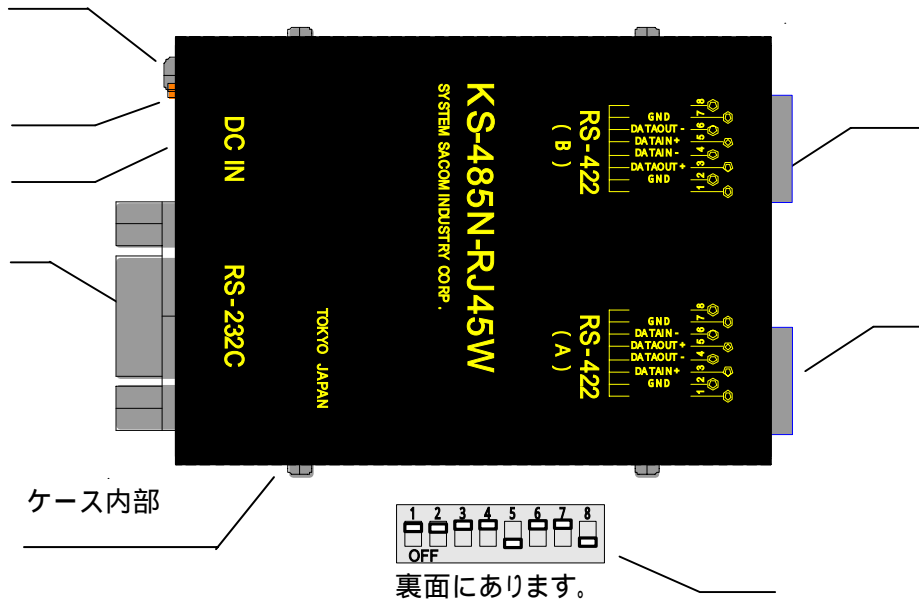 DC IN
RS-232C
TOKYO JAPAN
KS-485N-RJ45W
SYSTEM SACOM INDUSTRY CORP.
RS-422
( B )
8
GND 7
DATAOUT- 6
DATAIN+ 5
DATAIN- 4
DATAOUT+ 3
GND 2
1
RS-422
( A )
8
GND 7
DATAIN- 6
DATAOUT+ 5
DATAOUT- 4
DATAIN+ 3
GND 2
1
ケース内部
1 2 3 4 5 6 7 8
OFF
裏面にあります。